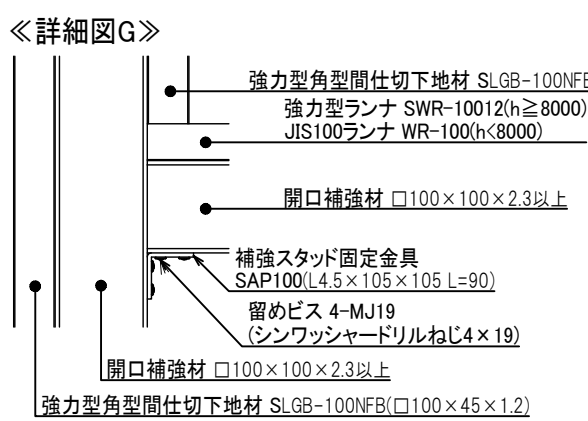 ≪詳細図G≫
強力型角型間仕切下地材 SLGB-100NFB
強力型ランナ SWR-10012(h≧8000)
JIS100ランナ WR-100(h<8000)
開口補強材 □100×100×2.3以上
補強スタッド固定金具
SAP100(L4.5×105×105 L=90)
留めビス 4-MJ19
(シンワッシャードリルねじ4×19)
開口補強材 □100×100×2.3以上
強力型角型間仕切下地材 SLGB-100NFB(□100×45×1.2)